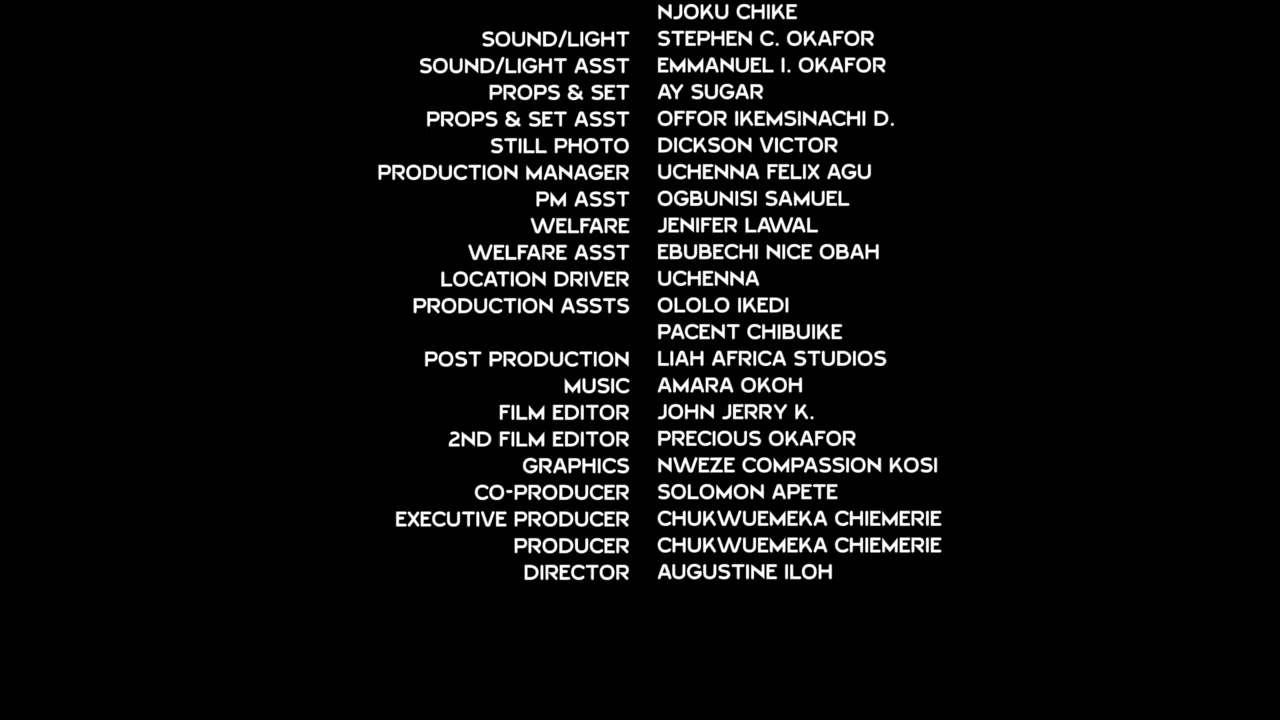 NJOKU CHIKE
SOUND/LIGHT STEPHEN C. OKAFOR
SOUND/LIGHT ASST EMMANUEL I. OKAFOR
PROPS & SET AY SUGAR
PROPS & SET ASST OFFOR IKEMSINACHI D.
STILL PHOTO DICKSON VICTOR
PRODUCTION MANAGER UCHENNA FELIX AGU
PM ASST OGBUNISI SAMUEL
WELFARE JENIFER LAWAL
WELFARE ASST EBUBECHI NICE OBAH
LOCATION DRIVER UCHENNA
PRODUCTION ASSTS OLOLO IKEDI
PACENT CHIBUIKE
POST PRODUCTION LIAH AFRICA STUDIOS
MUSIC AMARA OKOH
FILM EDITOR JOHN JERRY K.
2ND FILM EDITOR PRECIOUS OKAFOR
GRAPHICS NWEZE COMPASSION KOSI
CO-PRODUCER SOLOMON APETE
EXECUTIVE PRODUCER CHUKWUEMEKA CHIEMERIE
PRODUCER CHUKWUEMEKA CHIEMERIE
DIRECTOR AUGUSTINE ILOH